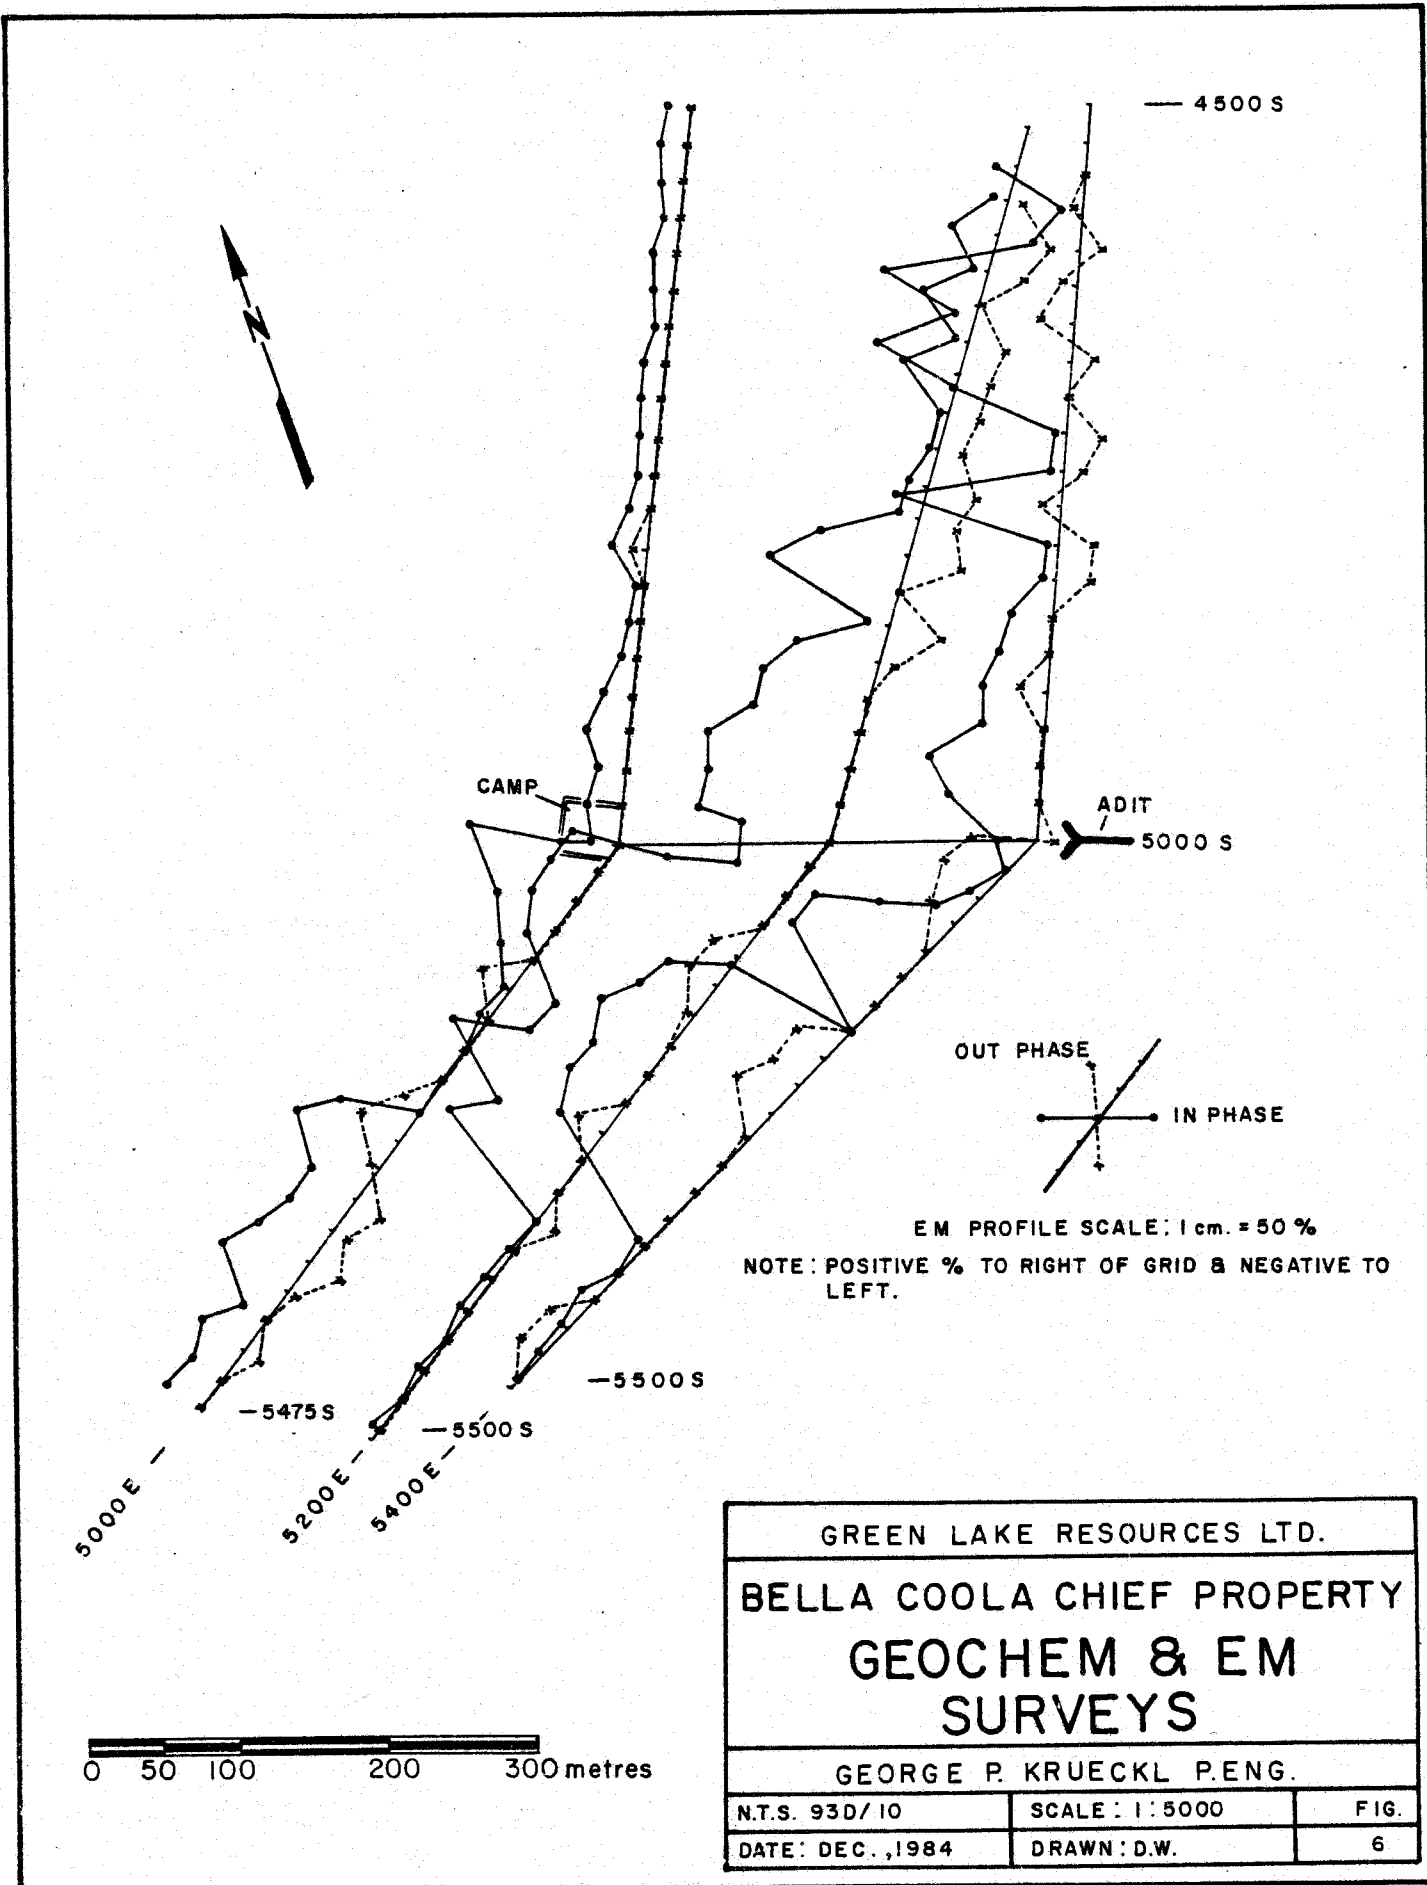 4500 S
N
CAMP
ADIT
5000 S
OUT PHASE
IN PHASE
EM PROFILE SCALE: 1 cm. = 50 %
NOTE: POSITIVE % TO RIGHT OF GRID & NEGATIVE TO
LEFT.
—5500 S
—5475 S
—5500 S
5000 E —
5200 E —
5400 E —
GREEN LAKE RESOURCES LTD.
BELLA COOLA CHIEF PROPERTY
GEOCHEM & EM
SURVEYS
0 50 100 200 300 metres
GEORGE P. KRUECKL P.ENG.
N.T.S. 93D/10 SCALE: 1:5000 FIG.
DATE: DEC.,1984 DRAWN: D.W. 6